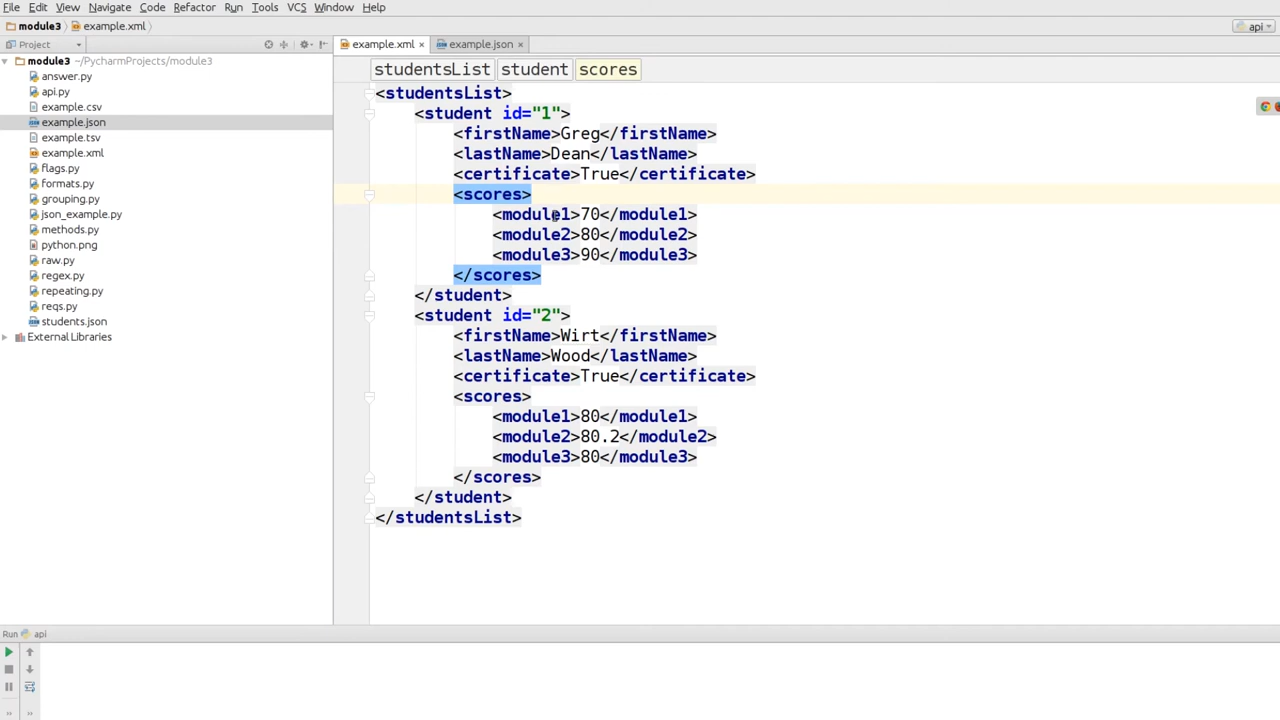 File Edit View Navigate Code Refactor Run Tools VCS Window Help
module3 example.xml api
Project
example.xml example.json
module3 ~/PycharmProjects/module3
answer.py
api.py
example.csv
example.json
example.tsv
example.xml
flags.py
formats.py
grouping.py
json_example.py
methods.py
python.png
raw.py
regex.py
repeating.py
reqs.py
students.json
External Libraries
studentsList student scores
<studentsList>
<student id="1">
<firstName>Greg</firstName>
<lastName>Dean</lastName>
<certificate>True</certificate>
<scores>
<module1>70</module1>
<module2>80</module2>
<module3>90</module3>
</scores>
</student>
<student id="2">
<firstName>Wirt</firstName>
<lastName>Wood</lastName>
<certificate>True</certificate>
<scores>
<module1>80</module1>
<module2>80.2</module2>
<module3>80</module3>
</scores>
</student>
</studentsList>
Run api